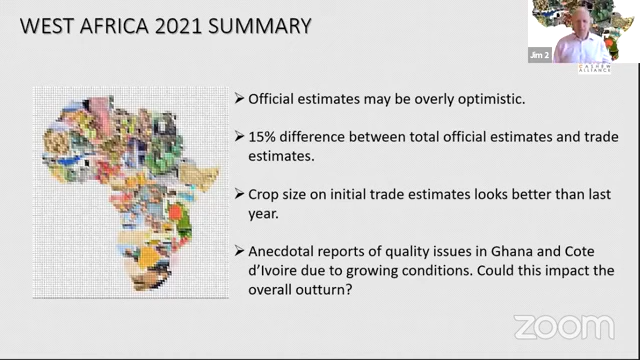 WEST AFRICA 2021 SUMMARY
Jim 2
CASHEW
ALLIANCE
➢ Official estimates may be overly optimistic.
➢ 15% difference between total official estimates and trade
estimates.
➢ Crop size on initial trade estimates looks better than last
year.
➢ Anecdotal reports of quality issues in Ghana and Cote
d'Ivoire due to growing conditions. Could this impact the
overall outturn?
zoom